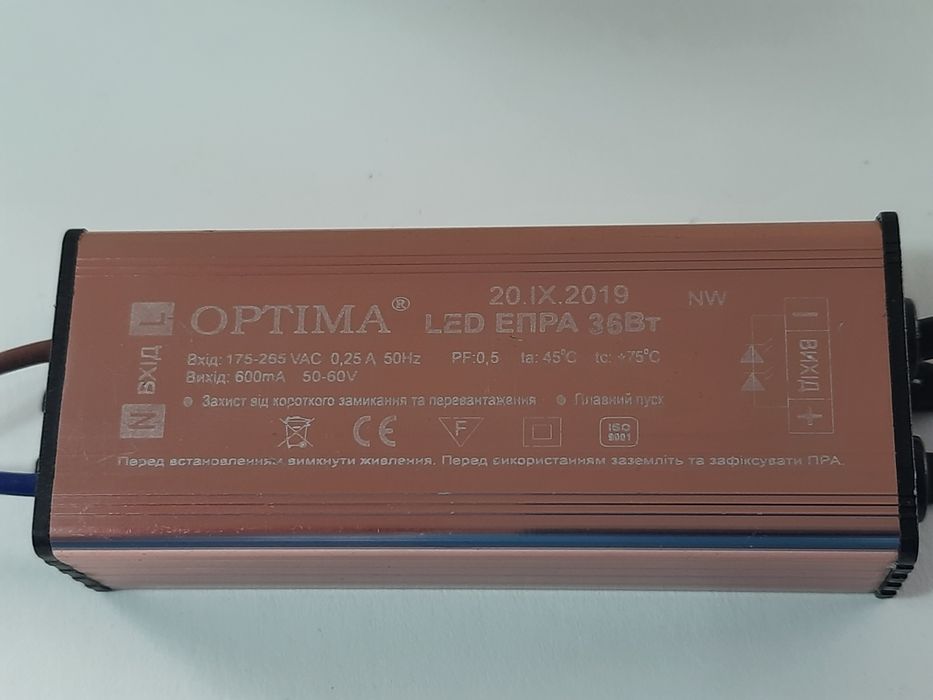 20.IX.2019 NW
L OPTIMA® LED ЕПРА 36Вт
ВХІД
N
Вхід: 175-265 VAC 0,25 A 50Hz PF:0,5 ta: 45°C tc: +75°C
Вихід: 600mA 50-60V
Захист від короткого замикання та перевантаження Плавний пуск
CE F ISO 9001
Перед встановленням вимкнути живлення. Перед використанням заземліть та зафіксувати ПРА.
− ВИХІД +